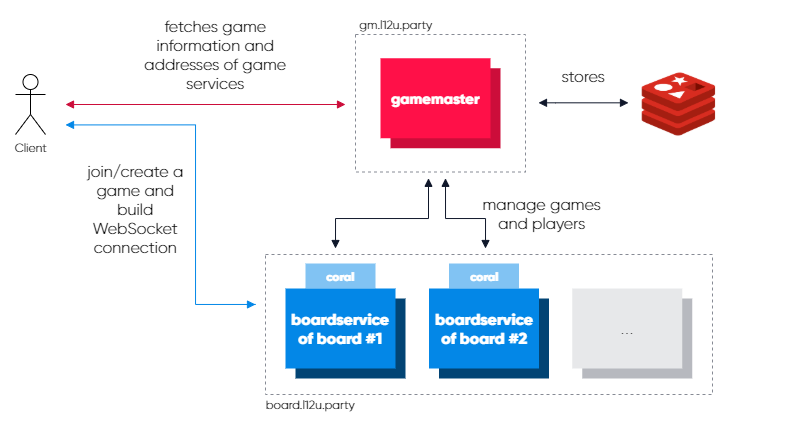 fetches game
information and
addresses of game
services
gm.l12u.party
gamemaster
stores
Client
join/create a
game and
build
WebSocket
connection
manage games
and players
coral
coral
boardservice
of board #1
boardservice
of board #2
...
board.l12u.party